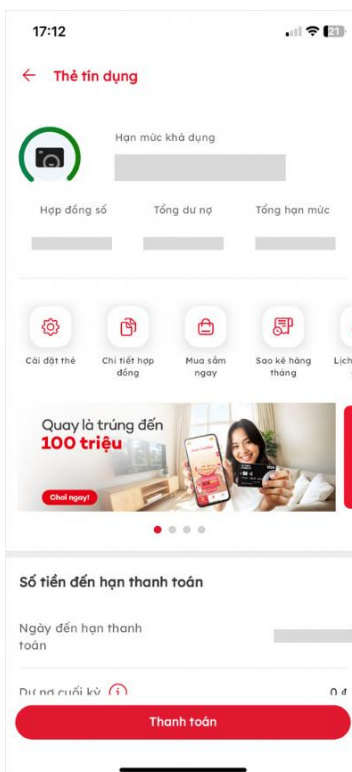 17:12
21
← Thẻ tín dụng
Hạn mức khả dụng
Hợp đồng số
Tổng dư nợ
Tổng hạn mức
Cài đặt thẻ
Chi tiết hợp
đồng
Mua sắm
ngay
Sao kê hàng
tháng
Lịch
Quay là trúng đến
100 triệu
Chơi ngay!
Số tiền đến hạn thanh toán
Ngày đến hạn thanh
toán
Dư nợ cuối kỳ
0 đ
Thanh toán